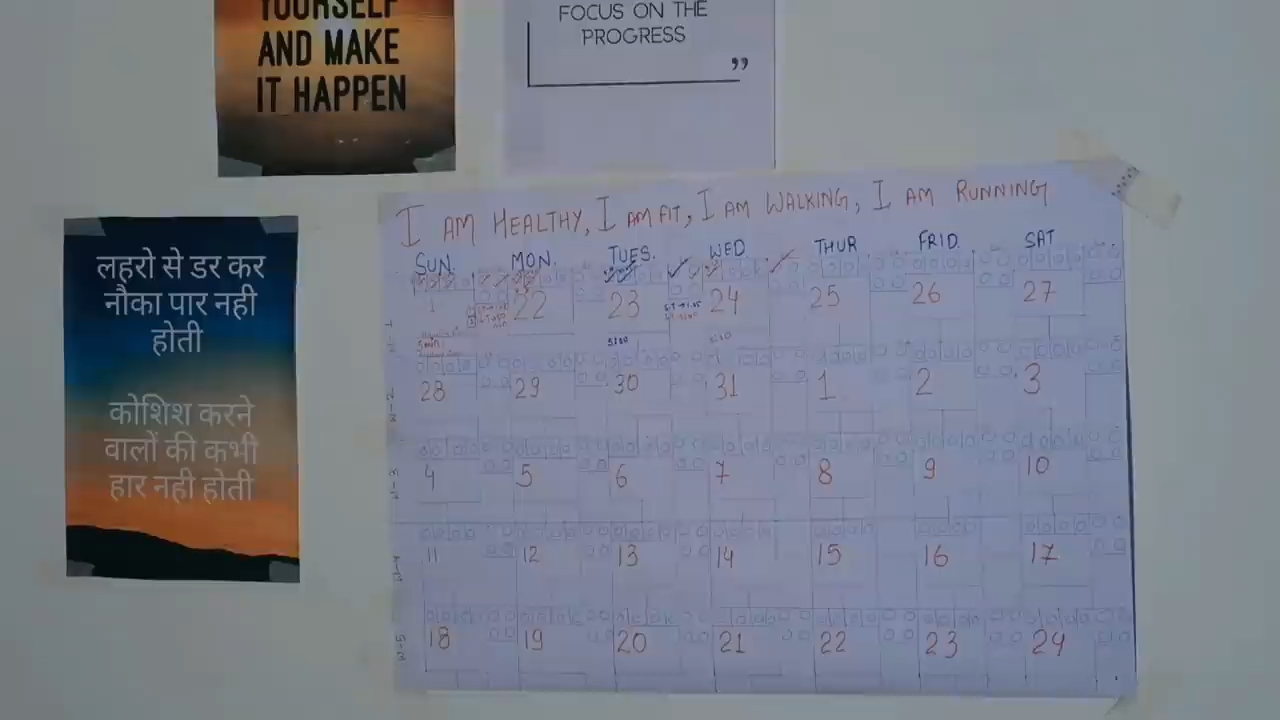 YOURSELF
AND MAKE
IT HAPPEN
FOCUS ON THE
PROGRESS
”
I AM HEALTHY, I AM FIT, I AM WALKING, I AM RUNNING
SUN. MON. TUES. WED THUR FRID. SAT
22 23 24 25 26 27
28 29 30 31 1 2 3
4 5 6 7 8 9 10
11 12 13 14 15 16 17
18 19 20 21 22 23 24
लहरो से डर कर
नौका पार नही
होती
कोशिश करने
वालों की कभी
हार नही होती